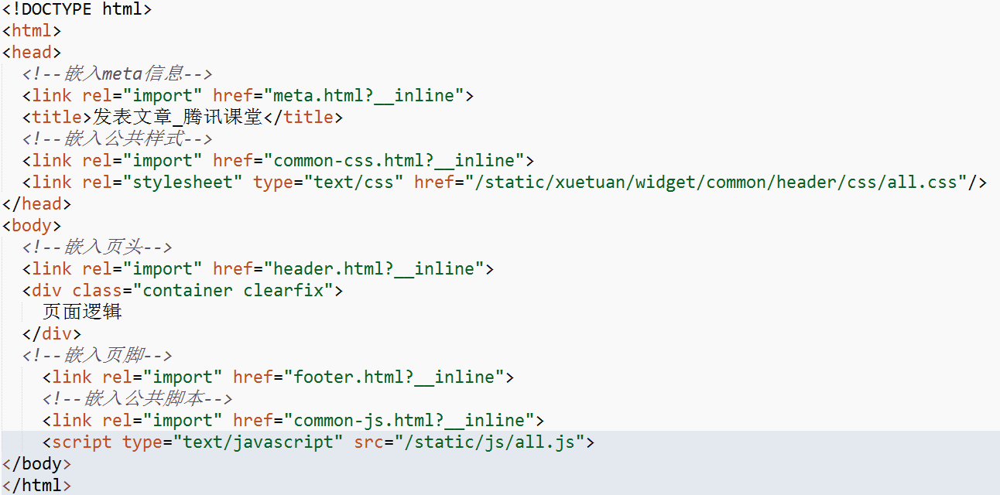 <!DOCTYPE html>
<html>
<head>
<!--嵌入meta信息-->
<link rel="import" href="meta.html?__inline">
<title>发表文章_腾讯课堂</title>
<!--嵌入公共样式-->
<link rel="import" href="common-css.html?__inline">
<link rel="stylesheet" type="text/css" href="/static/xuetuan/widget/common/header/css/all.css"/>
</head>
<body>
<!--嵌入页头-->
<link rel="import" href="header.html?__inline">
<div class="container clearfix">
页面逻辑
</div>
<!--嵌入页脚-->
<link rel="import" href="footer.html?__inline">
<!--嵌入公共脚本-->
<link rel="import" href="common-js.html?__inline">
<script type="text/javascript" src="/static/js/all.js">
</body>
</html>